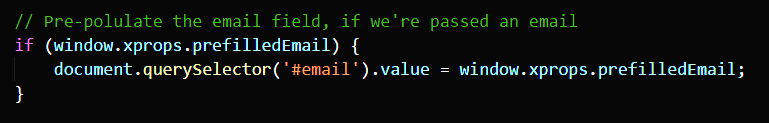 // Pre-polulate the email field, if we're passed an email
if (window.xprops.prefilledEmail) {
    document.querySelector('#email').value = window.xprops.prefilledEmail;
}